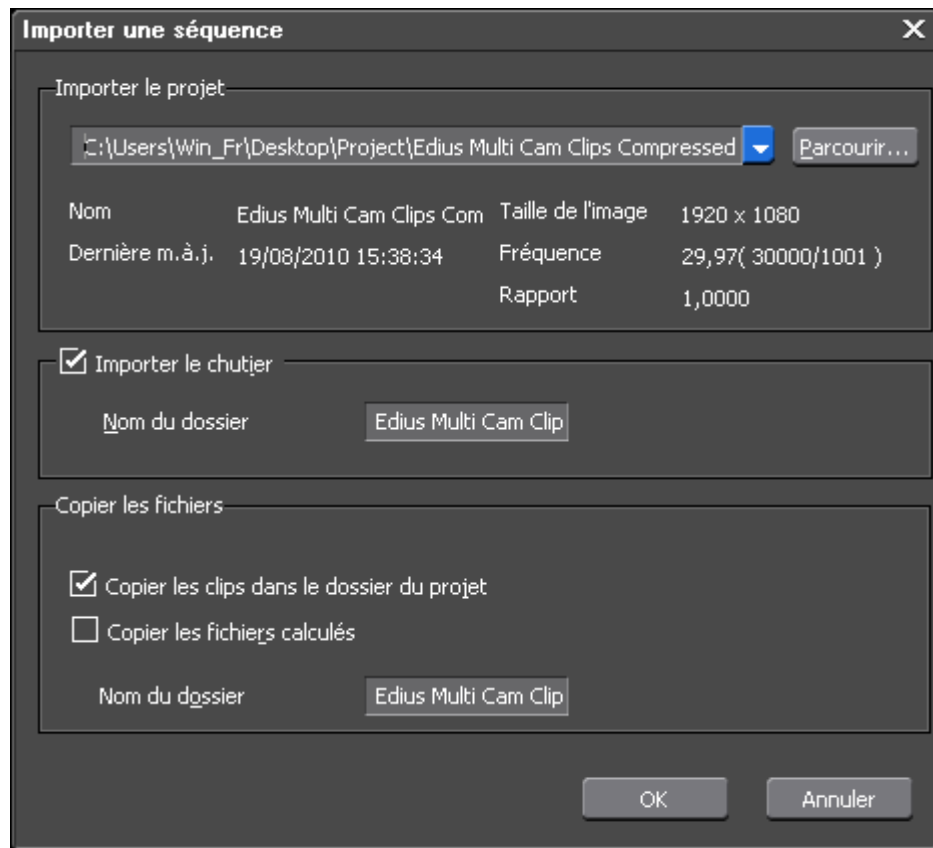 Importer une séquence
Importer le projet
C:\Users\Win_Fr\Desktop\Project\Edius Multi Cam Clips Compressed
Parcourir...
Nom Edius Multi Cam Clips Com Taille de l'image 1920 x 1080
Dernière m.à.j. 19/08/2010 15:38:34 Fréquence 29,97( 30000/1001 )
Rapport 1,0000
Importer le chutier
Nom du dossier Edius Multi Cam Clip
Copier les fichiers
Copier les clips dans le dossier du projet
Copier les fichiers calculés
Nom du dossier Edius Multi Cam Clip
OK Annuler